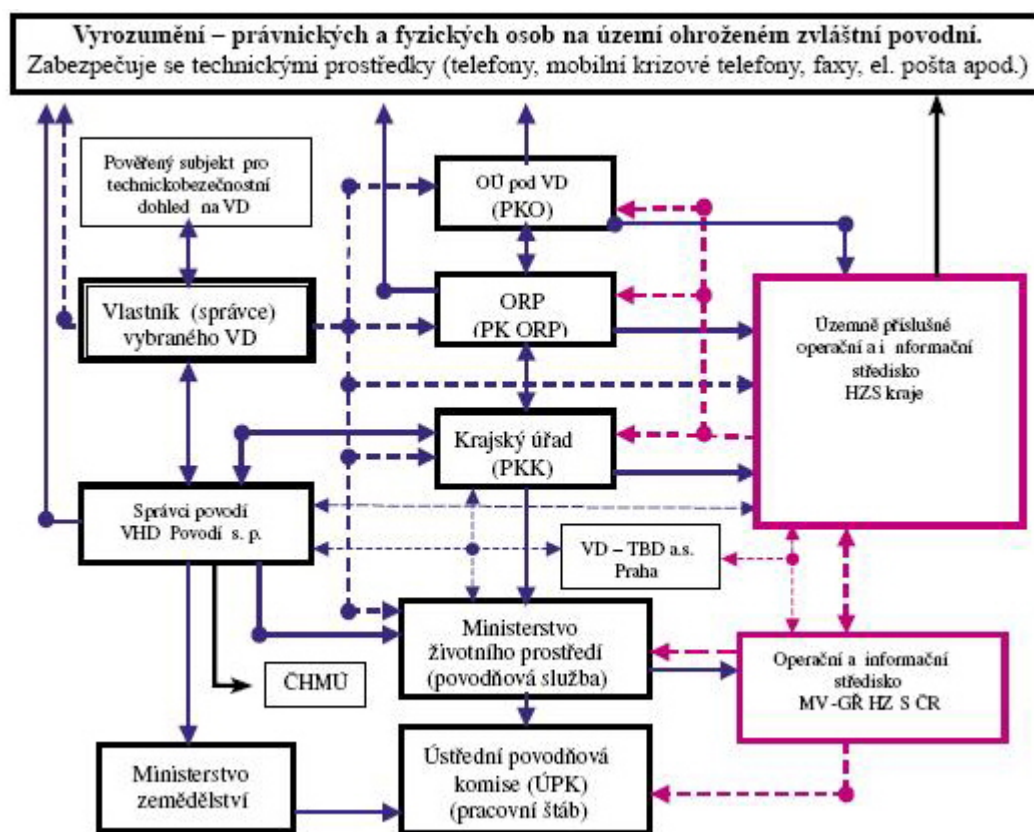 Vyrozumění – právnických a fyzických osob na území ohroženém zvláštní povodní.
Zabezpečuje se technickými prostředky (telefony, mobilní krizové telefony, faxy, el. pošta apod.)
Pověřený subjekt pro
technickobezečnostní
dohled na VD
OÚ pod VD
(PKO)
Vlastník (správce)
vybraného VD
ORP
(PK ORP)
Územně příslušné
operační a i nformační
středisko
HZS kraje
Krajský úřad
(PKK)
Správci povodí
VHD Povodí s. p.
VD – TBD a.s.
Praha
Ministerstvo
životního prostředí
(povodňová služba)
Operační a informační
středisko
MV -GŘ HZ S ČR
ČHMÚ
Ministerstvo
zemědělství
Ústřední povodňová
komise (ÚPK)
(pracovní štáb)